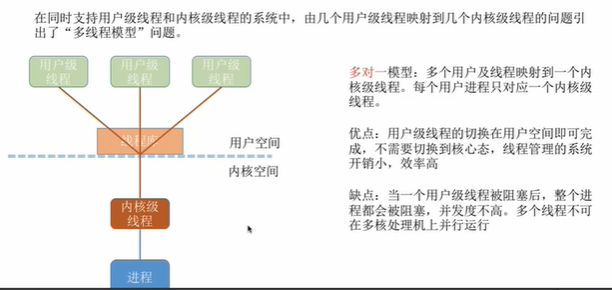 在同时支持用户级线程和内核级线程的系统中，由几个用户级线程映射到几个内核级线程的问题引
出了“多线程模型”问题。
用户级
线程
用户级
线程
用户级
线程
线程库
用户空间
内核空间
内核级
线程
进程
多对一模型：多个用户及线程映射到一个内
核级线程。每个用户进程只对应一个内核级
线程。
优点：用户级线程的切换在用户空间即可完
成，不需要切换到核心态，线程管理的系统
开销小，效率高
缺点：当一个用户级线程被阻塞后，整个进
程都会被阻塞，并发度不高。多个线程不可
在多核处理机上并行运行